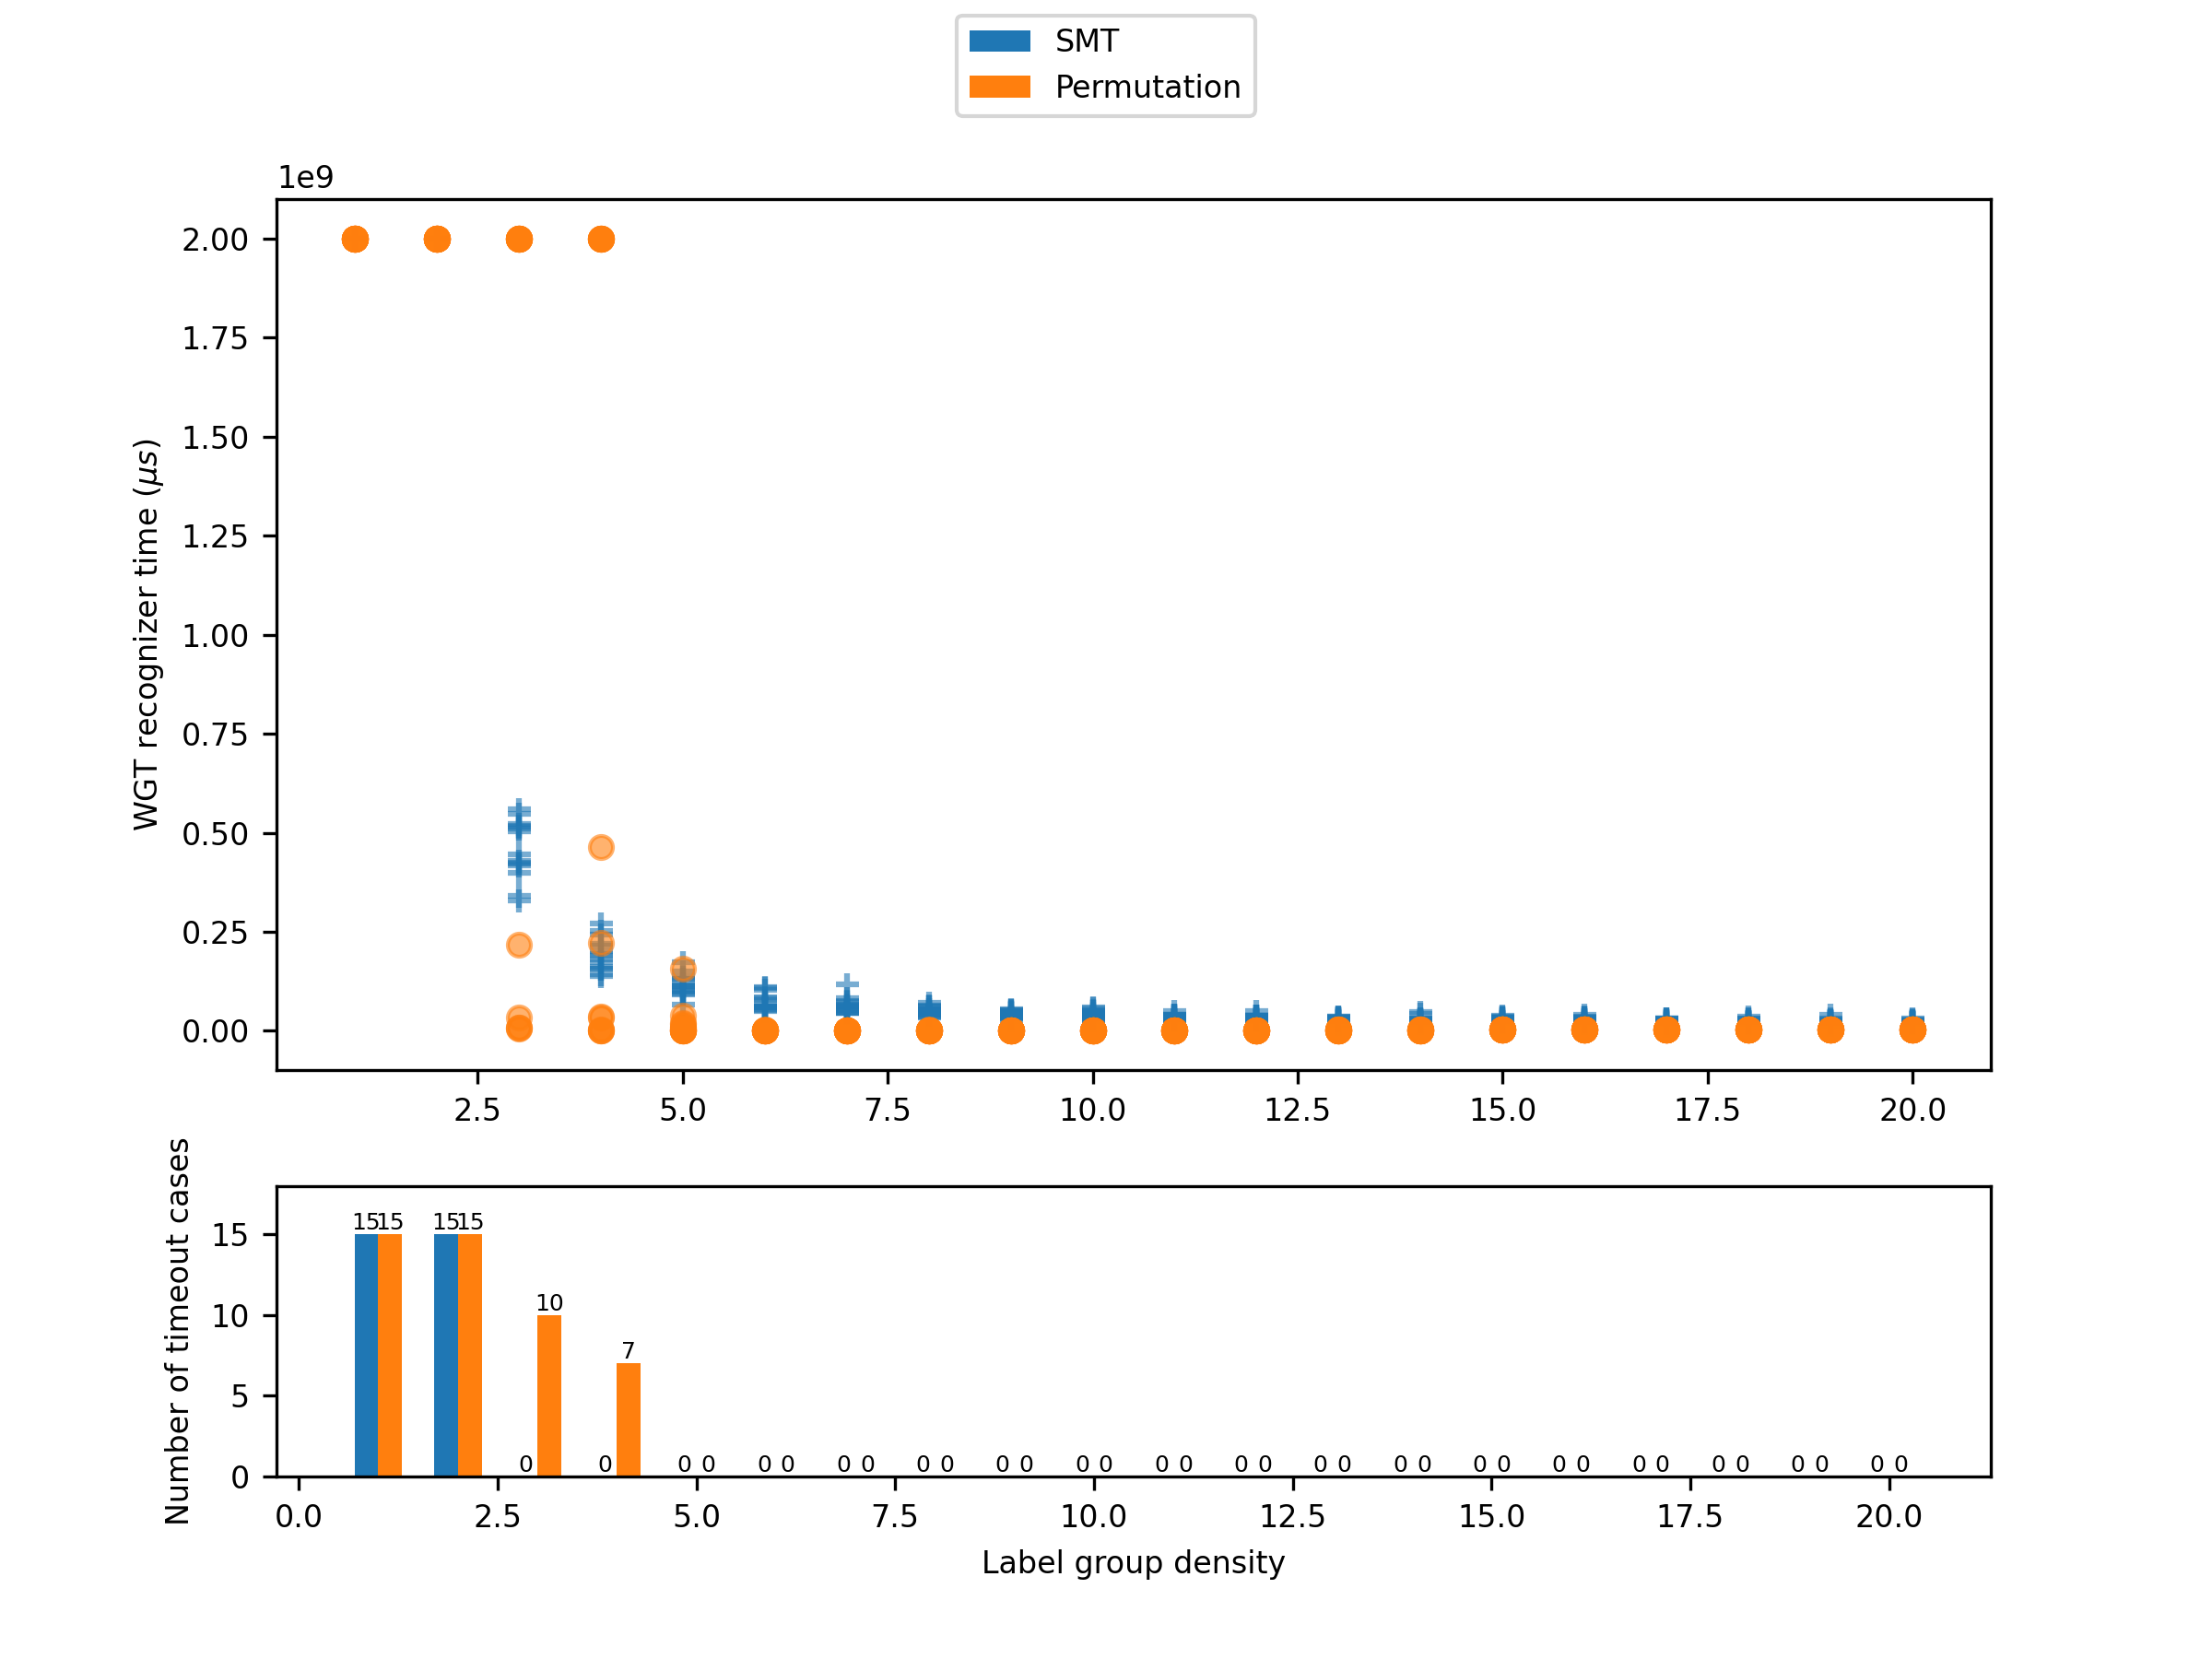 SMT
Permutation
1e9
2.00
1.75
1.50
1.25
1.00
0.75
0.50
0.25
0.00
WGT recognizer time (μs)
2.5 5.0 7.5 10.0 12.5 15.0 17.5 20.0
15 15 15 15 10 7
0 0 0 0 0 0 0 0 0 0 0 0 0 0 0 0 0 0 0 0 0 0 0 0 0 0 0 0 0 0 0 0 0 0
15
10
5
0
Number of timeout cases
0.0 2.5 5.0 7.5 10.0 12.5 15.0 17.5 20.0
Label group density